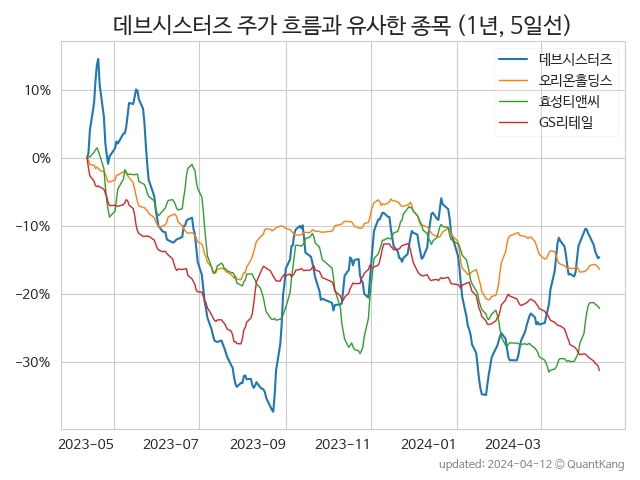 데브시스터즈 주가 흐름과 유사한 종목 (1년, 5일선)
데브시스터즈
오리온홀딩스
효성티앤씨
GS리테일
10%
0%
−10%
−20%
−30%
2023−05
2023−07
2023−09
2023−11
2024−01
2024−03
updated: 2024−04−12 © QuantKang